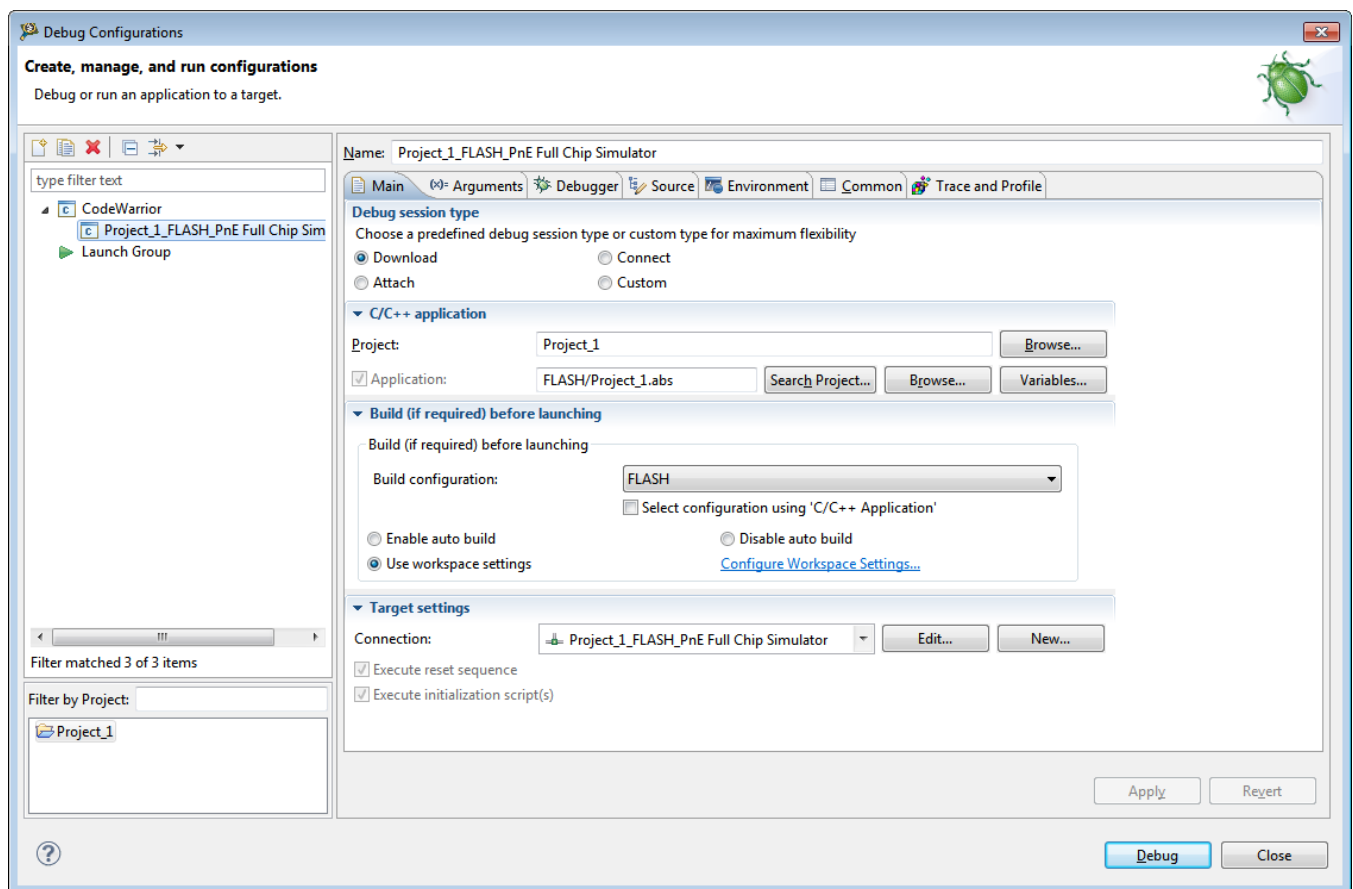 Debug Configurations
Create, manage, and run configurations
Debug or run an application to a target.
type filter text
CodeWarrior
Project_1_FLASH_PnE Full Chip Sim
Launch Group
Filter matched 3 of 3 items
Filter by Project:
Project_1
Name: Project_1_FLASH_PnE Full Chip Simulator
Main (x)= Arguments Debugger Source Environment Common Trace and Profile
Debug session type
Choose a predefined debug session type or custom type for maximum flexibility
Download Connect
Attach Custom
C/C++ application
Project: Project_1 Browse...
Application: FLASH/Project_1.abs Search Project... Browse... Variables...
Build (if required) before launching
Build (if required) before launching
Build configuration: FLASH
Select configuration using 'C/C++ Application'
Enable auto build Disable auto build
Use workspace settings Configure Workspace Settings...
Target settings
Connection: Project_1_FLASH_PnE Full Chip Simulator Edit... New...
Execute reset sequence
Execute initialization script(s)
Apply Revert
Debug Close